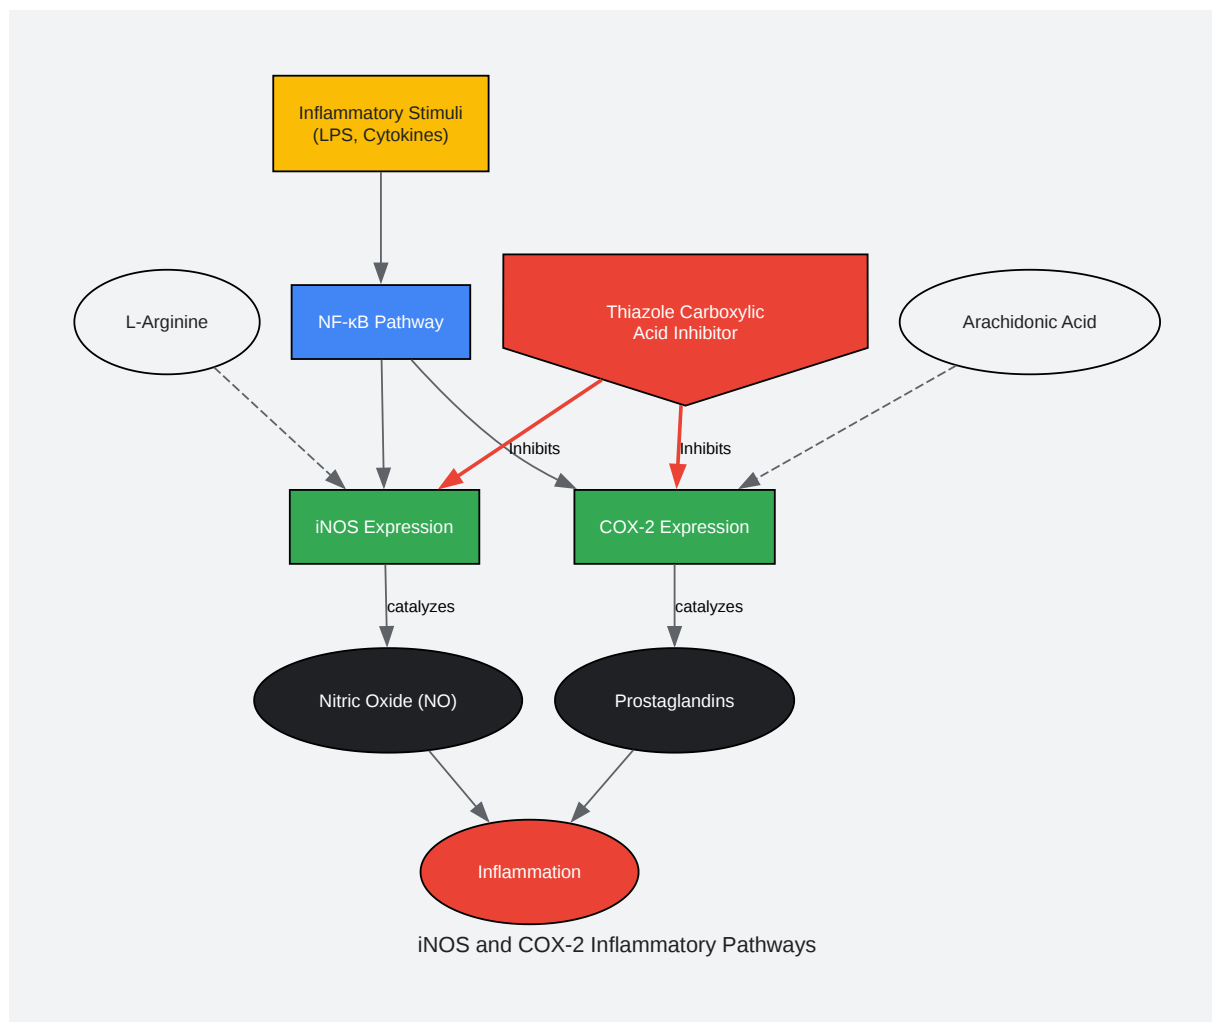 Inflammatory Stimuli
(LPS, Cytokines)
L-Arginine
NF-κB Pathway
Thiazole Carboxylic
Acid Inhibitor
Arachidonic Acid
Inhibits
Inhibits
iNOS Expression
COX-2 Expression
catalyzes
catalyzes
Nitric Oxide (NO)
Prostaglandins
Inflammation
iNOS and COX-2 Inflammatory Pathways